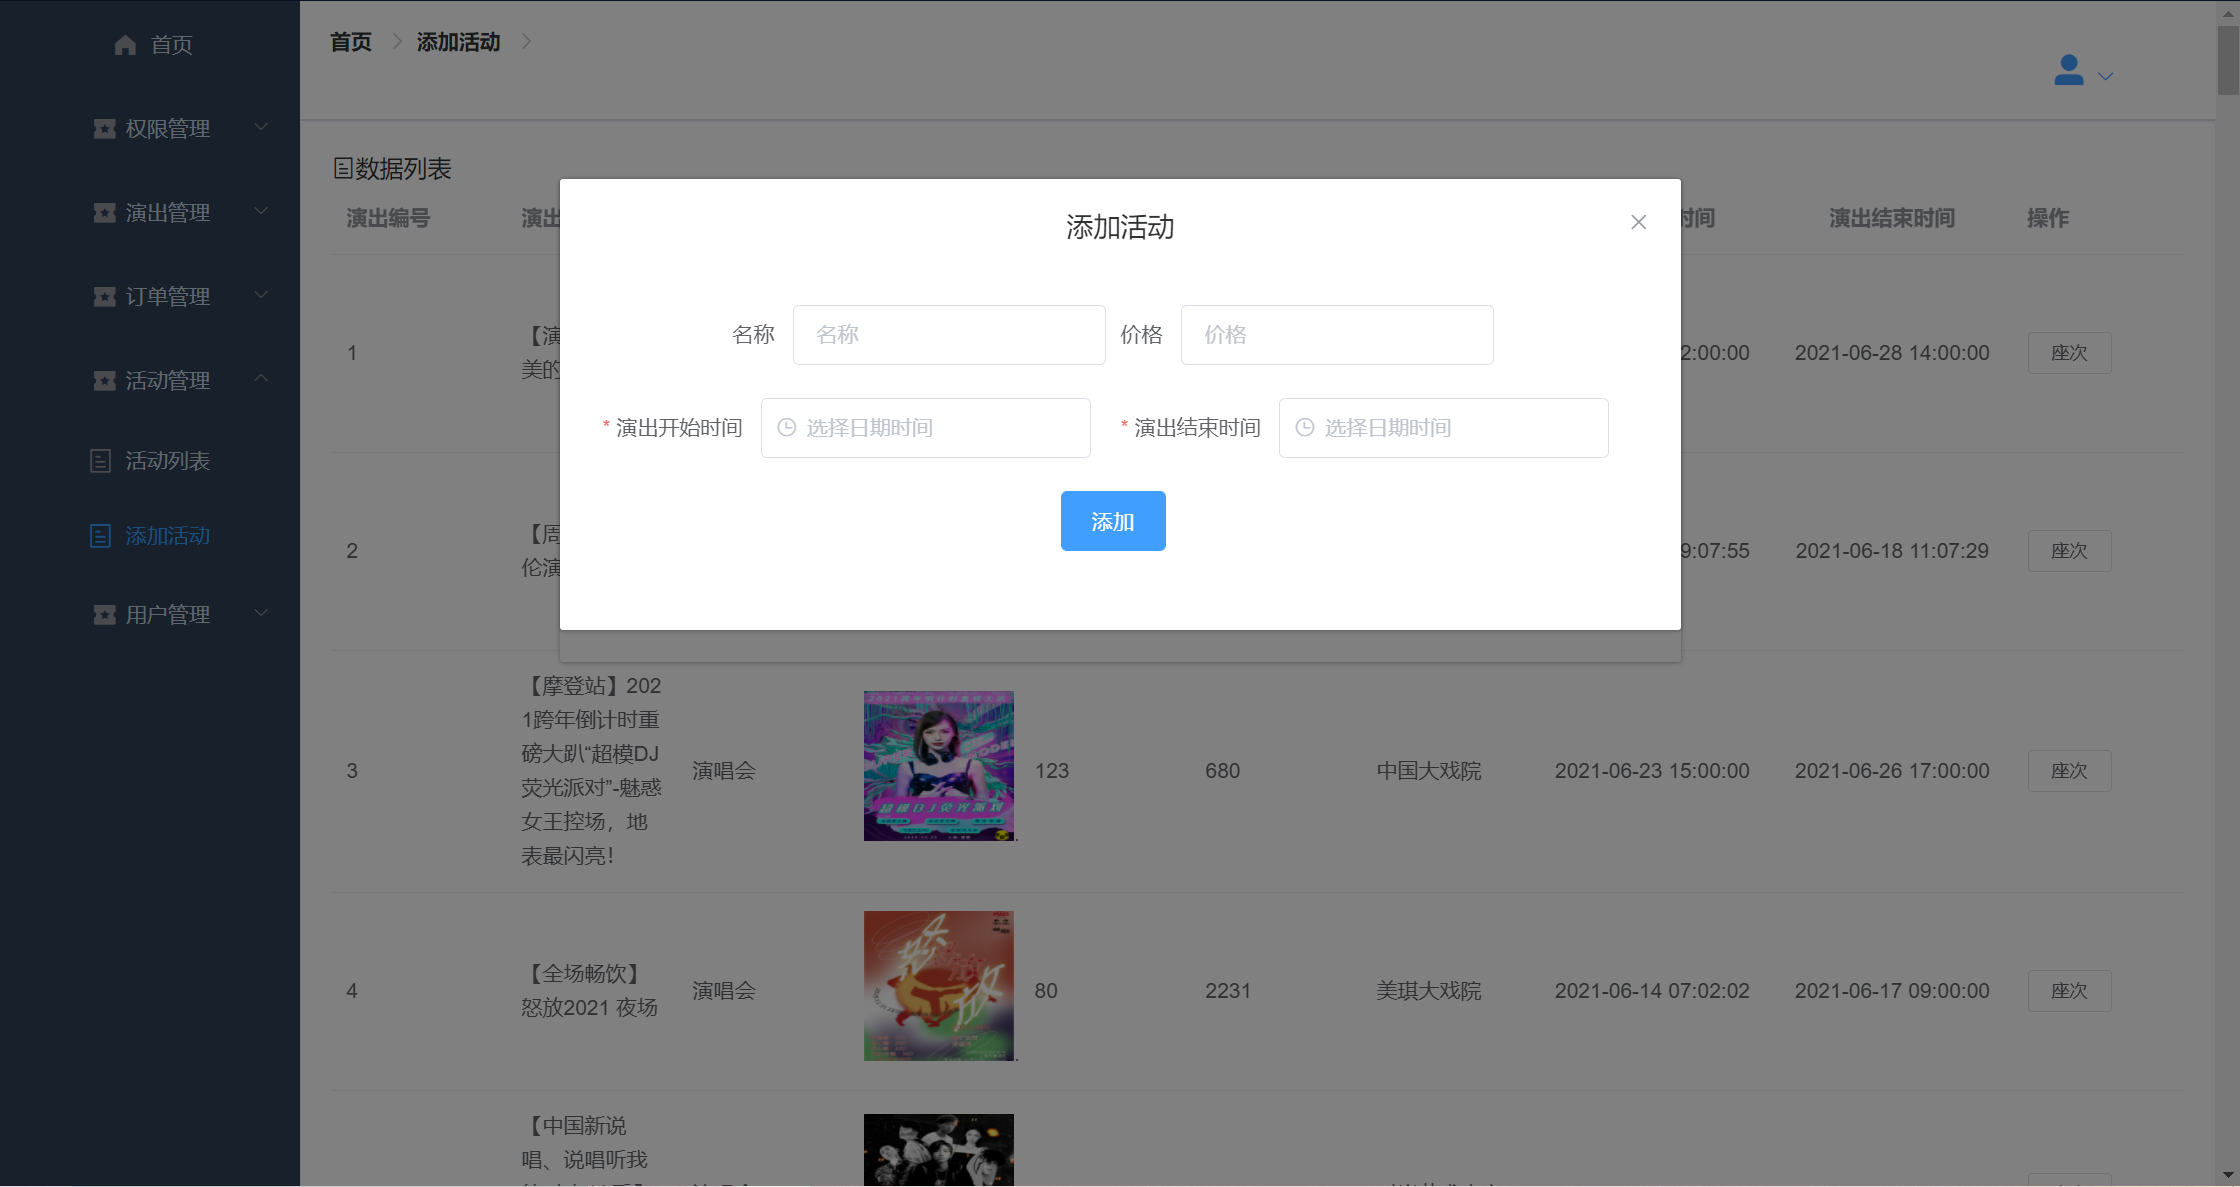 首页
权限管理
演出管理
订单管理
活动管理
活动列表
添加活动
用户管理
首页 添加活动
数据列表
演出编号 演出 时间 演出结束时间 操作
添加活动
名称 名称 价格 价格
* 演出开始时间 选择日期时间 * 演出结束时间 选择日期时间
添加
1 【演 美的 2:00:00 2021-06-28 14:00:00 座次
2 【周 伦演 9:07:55 2021-06-18 11:07:29 座次
【摩登站】202
1跨年倒计时重
磅大趴“超模DJ
荧光派对”-魅惑
女王控场，地
表最闪亮！
3 演唱会 123 680 中国大戏院 2021-06-23 15:00:00 2021-06-26 17:00:00 座次
超模DJ荧光派对
【全场畅饮】
怒放2021 夜场
4 演唱会 80 2231 美琪大戏院 2021-06-14 07:02:02 2021-06-17 09:00:00 座次
怒放
【中国新说
唱、说唱听我